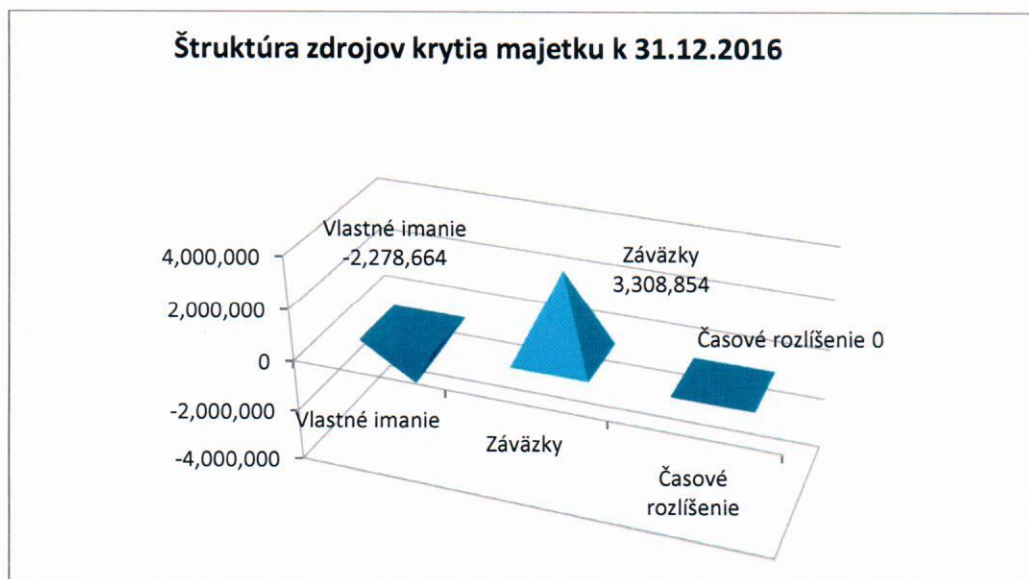 Štruktúra zdrojov krytia majetku k 31.12.2016
Vlastné imanie
-2,278,664
Záväzky
3,308,854
Časové rozlíšenie 0
4,000,000
2,000,000
0
-2,000,000
-4,000,000
Vlastné imanie
Záväzky
Časové
rozlíšenie